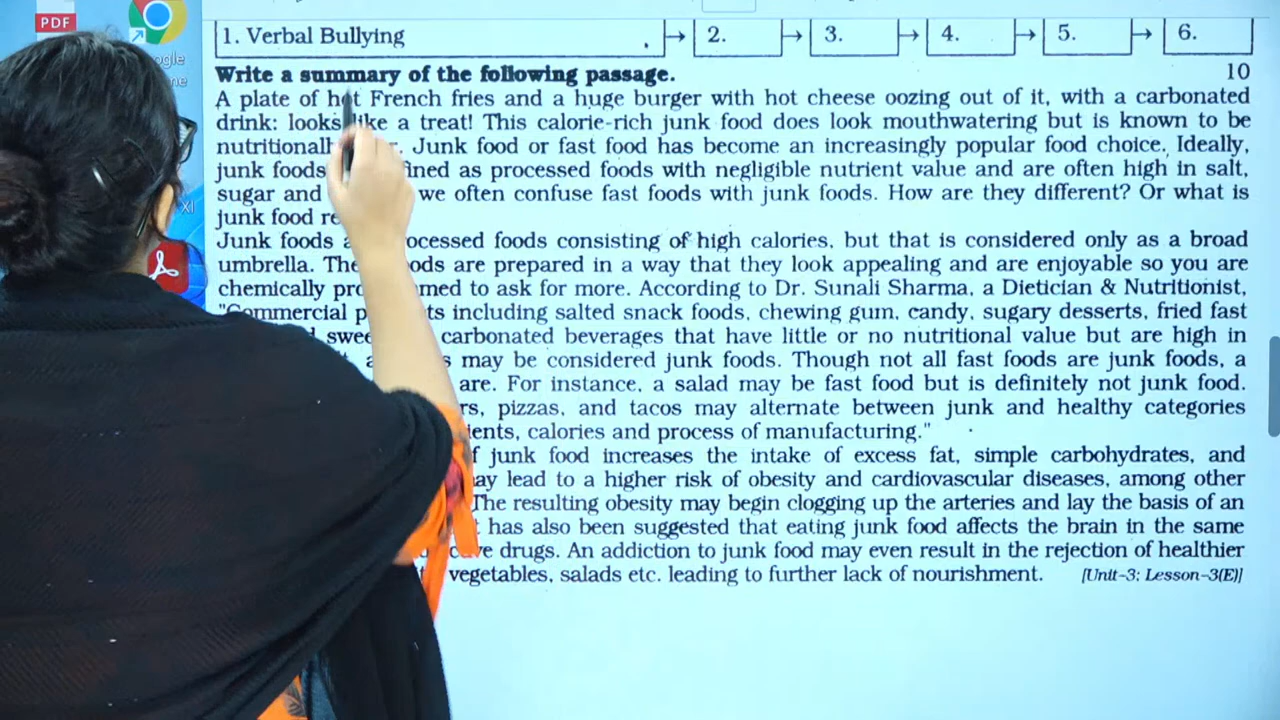 PDF
ogle
me
1. Verbal Bullying . → 2. → 3. → 4. → 5. → 6.
Write a summary of the following passage. 10
A plate of hot French fries and a huge burger with hot cheese oozing out of it, with a carbonated
drink: looks like a treat! This calorie-rich junk food does look mouthwatering but is known to be
Junk food or fast food has become an increasingly popular food choice. Ideally,
junk foods as processed foods with negligible nutrient value and are often high in salt,
sugar and we often confuse fast foods with junk foods. How are they different? Or what is
junk food
Junk foods foods consisting of high calories, but that is considered only as a broad
umbrella. are prepared in a way that they look appealing and are enjoyable so you are
chemically to ask for more. According to Dr. Sunali Sharma, a Dietician & Nutritionist,
"Commercial including salted snack foods, chewing gum, candy, sugary desserts, fried fast
carbonated beverages that have little or no nutritional value but are high in
may be considered junk foods. Though not all fast foods are junk foods, a
are. For instance, a salad may be fast food but is definitely not junk food.
pizzas, and tacos may alternate between junk and healthy categories
calories and process of manufacturing."
junk food increases the intake of excess fat, simple carbohydrates, and
lead to a higher risk of obesity and cardiovascular diseases, among other
The resulting obesity may begin clogging up the arteries and lay the basis of an
has also been suggested that eating junk food affects the brain in the same
drugs. An addiction to junk food may even result in the rejection of healthier
vegetables, salads etc. leading to further lack of nourishment. [Unit-3: Lesson-3(E)]
XI